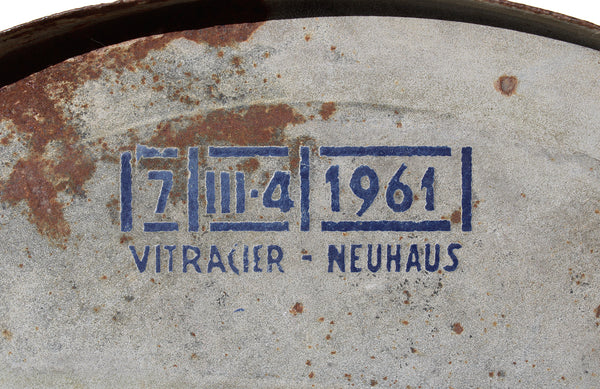 7 III·4 1961
VITRACIER - NEUHAUS